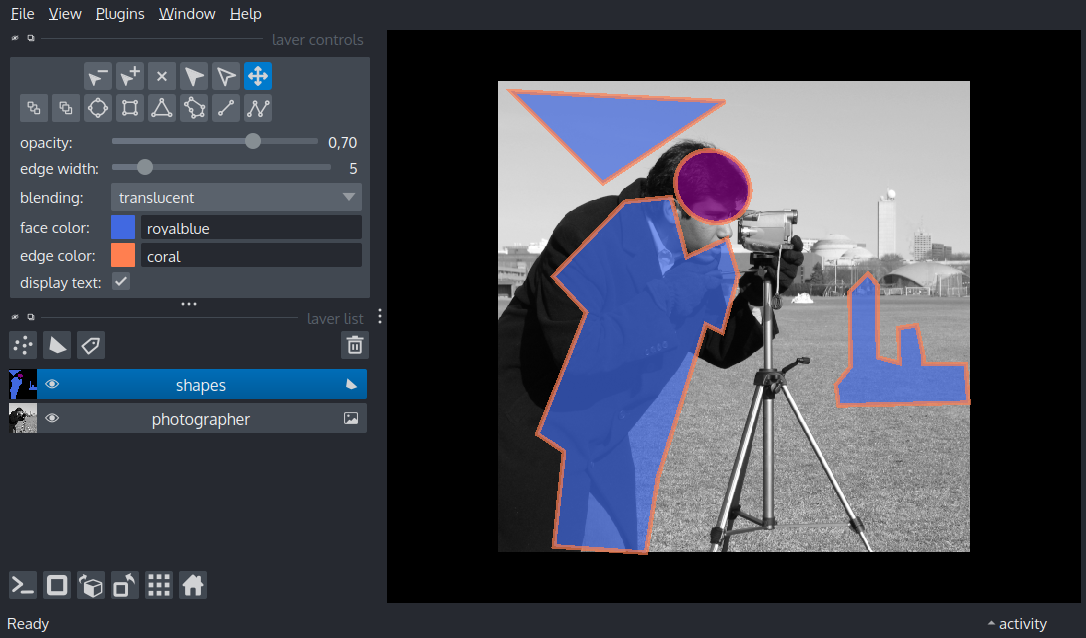 File View Plugins Window Help
layer controls
opacity: 0,70
edge width: 5
blending: translucent
face color: royalblue
edge color: coral
display text:
layer list
shapes
photographer
Ready
activity